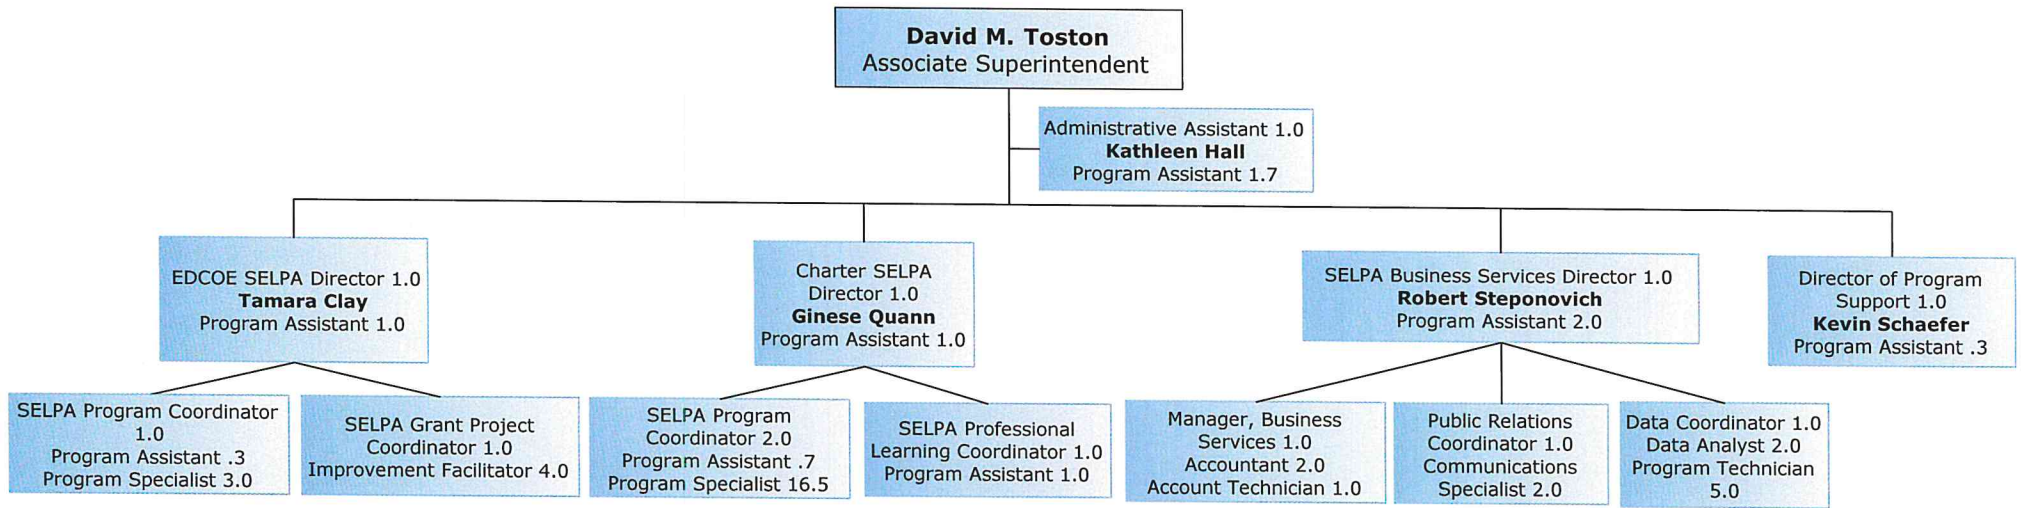 David M. Toston
Associate Superintendent
Administrative Assistant 1.0
Kathleen Hall
Program Assistant 1.7
EDCOE SELPA Director 1.0
Tamara Clay
Program Assistant 1.0
Charter SELPA
Director 1.0
Ginese Quann
Program Assistant 1.0
SELPA Business Services Director 1.0
Robert Steponovich
Program Assistant 2.0
Director of Program
Support 1.0
Kevin Schaefer
Program Assistant .3
SELPA Program Coordinator
1.0
Program Assistant .3
Program Specialist 3.0
SELPA Grant Project
Coordinator 1.0
Improvement Facilitator 4.0
SELPA Program
Coordinator 2.0
Program Assistant .7
Program Specialist 16.5
SELPA Professional
Learning Coordinator 1.0
Program Assistant 1.0
Manager, Business
Services 1.0
Accountant 2.0
Account Technician 1.0
Public Relations
Coordinator 1.0
Communications
Specialist 2.0
Data Coordinator 1.0
Data Analyst 2.0
Program Technician
5.0